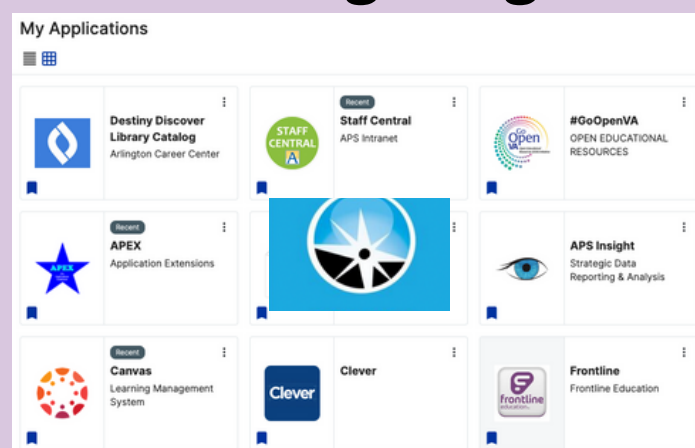 My Applications
Destiny Discover
Library Catalog
Arlington Career Center
Recent
Staff Central
APS Intranet
STAFF
CENTRAL
A
#GoOpenVA
OPEN EDUCATIONAL
RESOURCES
Go
Open
VA
Recent
APEX
Application Extensions
APEX
APS Insight
Strategic Data
Reporting & Analysis
Recent
Canvas
Learning Management
System
Clever
Clever
Frontline
Frontline Education
frontline
education